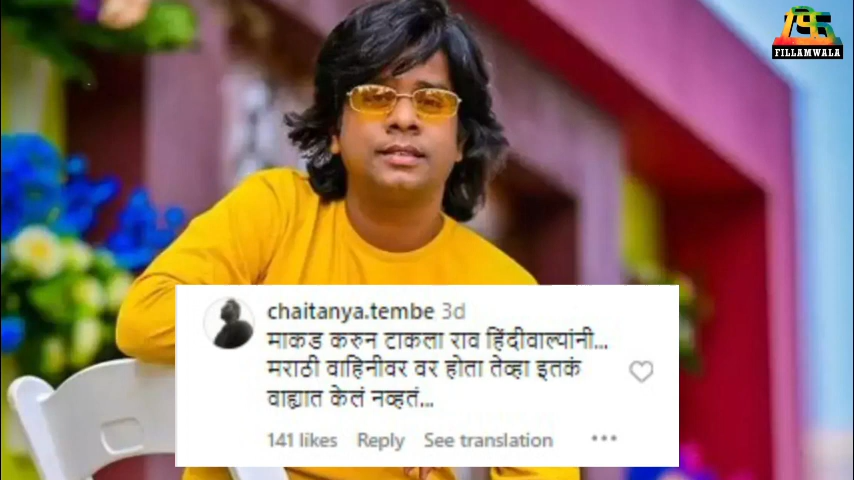 FILLAMWALA
chaitanya.tembe 3d
माकड करुन टाकला राव हिंदीवाल्यांनी...
मराठी वाहिनीवर वर होता तेव्हा इतकं
वाह्यात केलं नव्हतं...
141 likes Reply See translation